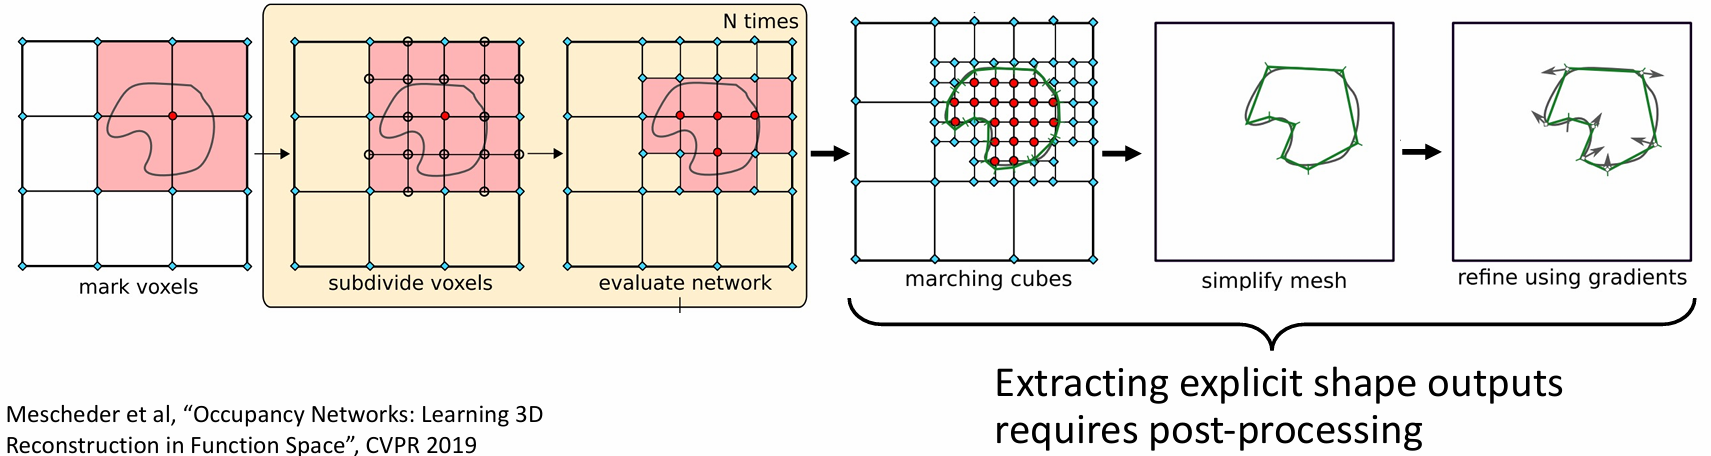 N times
mark voxels
subdivide voxels
evaluate network
marching cubes
simplify mesh
refine using gradients
Extracting explicit shape outputs
requires post-processing
Mescheder et al, “Occupancy Networks: Learning 3D
Reconstruction in Function Space”, CVPR 2019